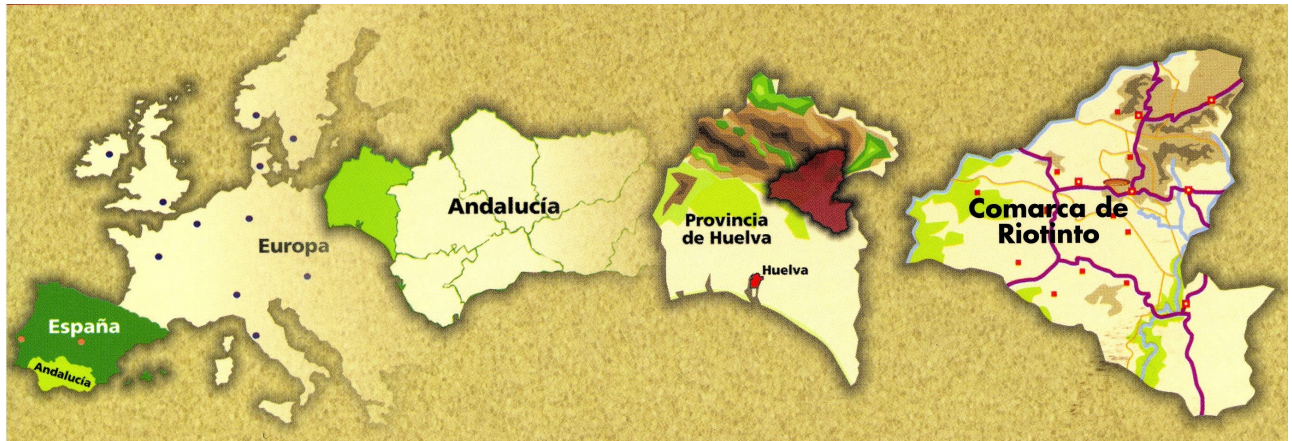 Europa
España
Andalucía
Andalucía
Provincia
de Huelva
Huelva
Comarca de
Riotinto